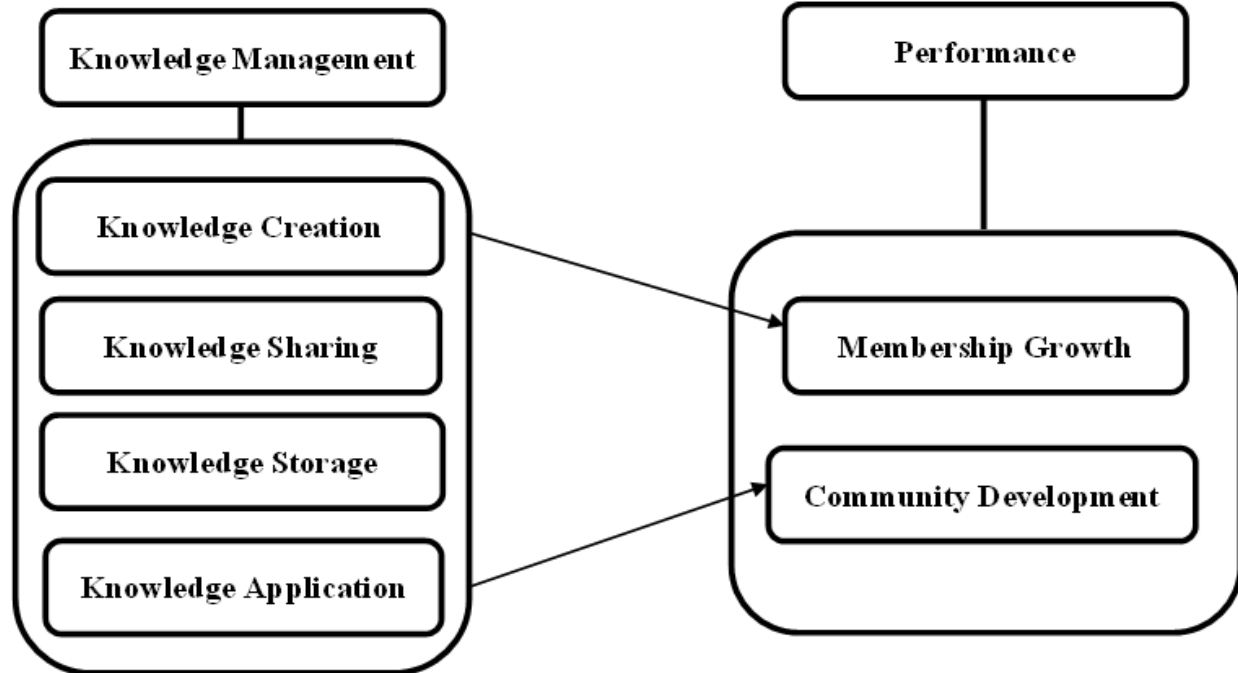 Knowledge Management
Knowledge Creation
Knowledge Sharing
Knowledge Storage
Knowledge Application
Performance
Membership Growth
Community Development